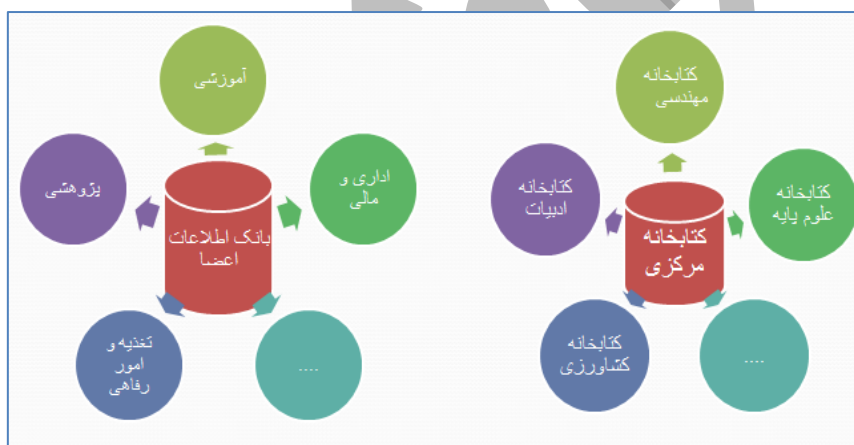 کتابخانه
مهندسی
کتابخانه
علوم پایه
کتابخانه
ادبیات
کتابخانه
مرکزی
کتابخانه
کشاورزی
....
آموزشی
اداری و
مالی
پژوهشی
بانک اطلاعات
اعضا
تغذیه و
امور
رفاهی
....